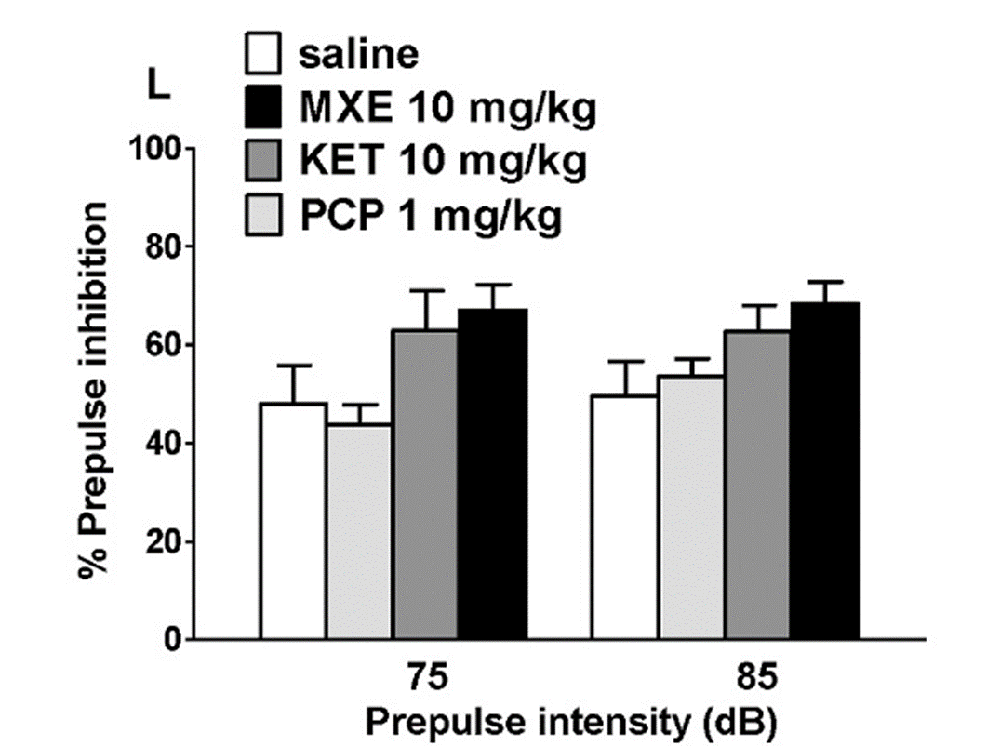 saline
L
MXE 10 mg/kg
KET 10 mg/kg
PCP 1 mg/kg
100
80
60
40
20
0
% Prepulse inhibition
75 85
Prepulse intensity (dB)